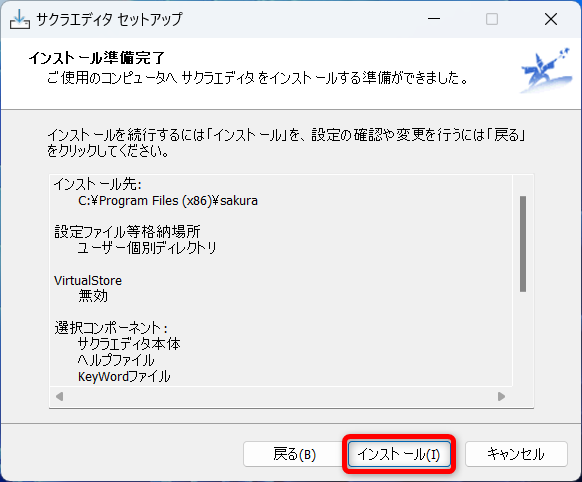 サクラエディタ セットアップ
インストール準備完了
ご使用のコンピュータへ サクラエディタ をインストールする準備ができました。
インストールを続行するには「インストール」を、設定の確認や変更を行うには「戻る」
をクリックしてください。
インストール先:
C:¥Program Files (x86)¥sakura
設定ファイル等格納場所
ユーザー個別ディレクトリ
VirtualStore
無効
選択コンポーネント:
サクラエディタ本体
ヘルプファイル
KeyWordファイル
戻る(B)
インストール(I)
キャンセル